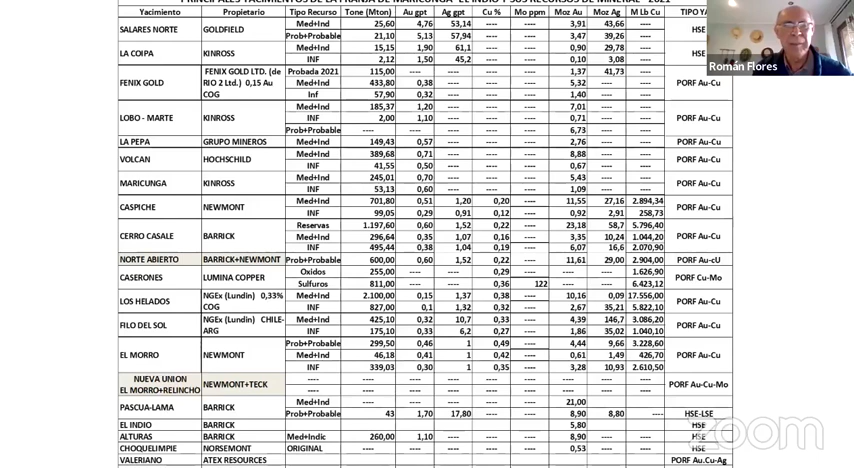 PRINCIPALES YACIMIENTOS DE LA FRANJA DE MARICUNGA EL INDIO Y SUS RECURSOS DE MINERAL 2021
Yacimiento Propietario Tipo Recurso Tone (Mton) Au gpt Ag gpt Cu % Mo ppm Moz Au Moz Ag M lb Cu TIPO YA
SALARES NORTE GOLDFIELD Med+Ind 25,60 4,76 53,14 ---- ---- 3,91 43,66 ---- HSE
Prob+Probable 21,10 5,13 57,94 ---- ---- 3,47 39,26 ----
LA COIPA KINROSS Med+Ind 15,15 1,90 61,1 ---- ---- 0,90 29,78 ---- HSE
INF 2,12 1,50 45,2 ---- ---- 0,10 3,08 ----
FENIX GOLD FENIX GOLD LTD. (de RIO 2 Ltd.) 0,15 Au COG Probada 2021 115,00 ---- ---- ---- 1,37 41,73 ---- PORF Au-Cu
Med+Ind 433,80 0,38 ---- ---- ---- 5,32 ---- ----
Inf 57,90 0,32 ---- ---- ---- 1,40 ---- ----
LOBO - MARTE KINROSS Med+Ind 185,37 1,20 ---- ---- ---- 7,01 ---- ---- PORF Au-Cu
INF 2,00 1,10 ---- ---- ---- 0,71 ---- ----
Prob+Probable ---- ---- ---- ---- 6,73 ---- ----
LA PEPA GRUPO MINEROS Med+Ind 149,43 0,57 ---- ---- ---- 2,76 ---- ---- PORF Au-Cu
VOLCAN HOCHSCHILD Med+Ind 389,68 0,71 ---- ---- ---- 8,88 ---- ---- PORF Au-Cu
INF 41,55 0,50 ---- ---- ---- 0,67 ---- ----
MARICUNGA KINROSS Med+Ind 245,01 0,70 ---- ---- ---- 5,43 ---- ---- PORF Au-Cu
INF 53,13 0,60 ---- ---- ---- 1,09 ---- ----
CASPICHE NEWMONT Med+Ind 701,80 0,51 1,20 0,20 ---- 11,55 27,16 2.894,34 PORF Au-Cu
INF 99,05 0,29 0,91 0,12 ---- 0,92 2,91 258,73
CERRO CASALE BARRICK Reservas 1.197,60 0,60 1,52 0,22 ---- 23,18 58,7 5.796,40 PORF Au-Cu
Med+Ind 296,64 0,35 1,07 0,16 ---- 3,35 10,24 1.044,20
INF 495,44 0,38 1,04 0,19 ---- 6,07 16,6 2.070,90
NORTE ABIERTO BARRICK+NEWMONT Prob+Probable 600,00 0,60 1,52 0,22 ---- 11,61 29,00 2.904,00 PORF Au-cU
CASERONES LUMINA COPPER Oxidos 255,00 ---- ---- 0,29 ---- ---- ---- 1.626,90 PORF Cu-Mo
Sulfuros 811,00 ---- ---- 0,36 122 ---- ---- 6.423,12
LOS HELADOS NGEx (Lundin) 0,33% COG Med+Ind 2.100,00 0,15 1,37 0,38 ---- 10,16 0,09 17.556,00 PORF Au-Cu
INF 827,00 0,1 1,32 0,32 ---- 2,67 35,21 5.822,10
FILO DEL SOL NGEx (Lundin) CHILE-ARG Med+Ind 425,10 0,32 10,7 0,33 ---- 4,39 146,7 3.086,20 PORF Au-Cu
INF 175,10 0,33 6,2 0,27 ---- 1,86 35,02 1.040,10
EL MORRO NEWMONT Prob+Probable 299,50 0,46 1 0,49 ---- 4,44 9,66 3.228,60 PORF Au-Cu
Med+Ind 46,18 0,41 1 0,42 ---- 0,61 1,49 426,70
INF 339,03 0,30 1 0,35 ---- 3,28 10,93 2.610,50
NUEVA UNION EL MORRO+RELINCHO NEWMONT+TECK ---- ---- ---- ---- ---- ---- ---- ---- ---- PORF Au-Cu-Mo
---- ---- ---- ---- ---- ---- ---- ---- ----
PASCUA-LAMA BARRICK Med+Ind 21,00 HSE-LSE
Prob+Probable 43 1,70 17,80 ---- ---- 8,90 8,80 ----
EL INDIO BARRICK 5,80 HSE
ALTURAS BARRICK Med+Indic 260,00 1,10 ---- ---- ---- 8,90 ---- ---- HSE
CHOQUELIMPIE NORSEMONT ORIGINAL ---- ---- ---- ---- ---- 0,53 ---- ---- HSE
VALERIANO ATEX RESOURCES PORF Au.Cu-Ag
Román Flores
zoom